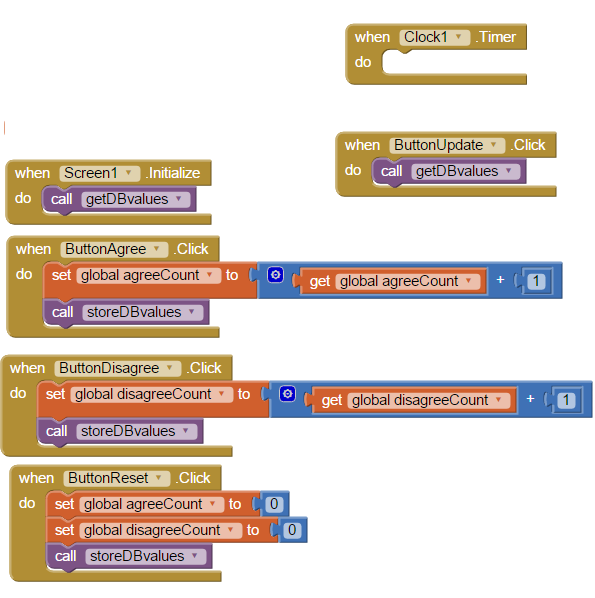 when Clock1 .Timer
do
when ButtonUpdate .Click
do call getDBvalues
when Screen1 .Initialize
do call getDBvalues
when ButtonAgree .Click
do set global agreeCount to get global agreeCount + 1
call storeDBvalues
when ButtonDisagree .Click
do set global disagreeCount to get global disagreeCount + 1
call storeDBvalues
when ButtonReset .Click
do set global agreeCount to 0
set global disagreeCount to 0
call storeDBvalues